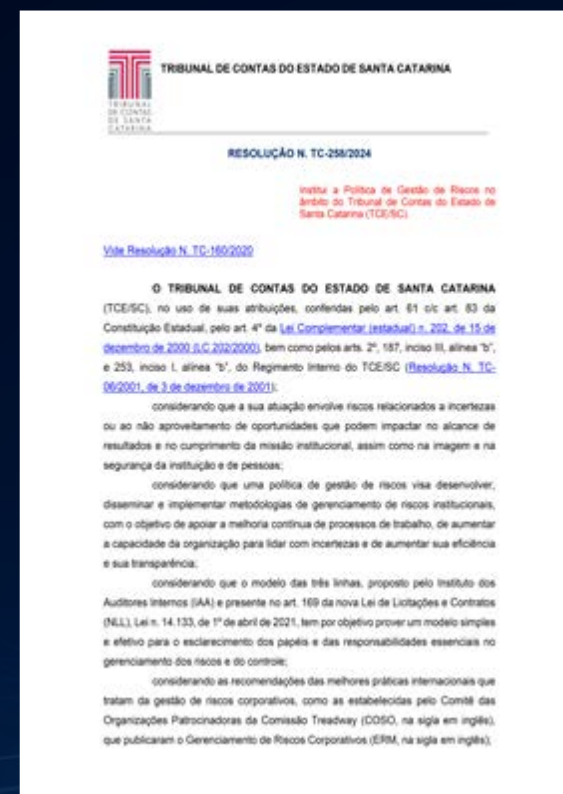 TRIBUNAL DE CONTAS DO ESTADO DE SANTA CATARINA
TRIBUNAL
DE CONTAS
DE SANTA
CATARINA
RESOLUÇÃO N. TC-258/2024
Institui a Política de Gestão de Riscos no
âmbito do Tribunal de Contas do Estado de
Santa Catarina (TCE/SC).
Vide Resolução N. TC-160/2020
O TRIBUNAL DE CONTAS DO ESTADO DE SANTA CATARINA
(TCE/SC), no uso de suas atribuições, conferidas pelo art. 61 c/c art. 83 da
Constituição Estadual, pelo art. 4º da Lei Complementar (estadual) n. 202, de 15 de
dezembro de 2000 (LC 202/2000), bem como pelos arts. 2º, 187, inciso III, alínea "b",
e 253, inciso I, alínea "b", do Regimento Interno do TCE/SC (Resolução N. TC-
06/2001, de 3 de dezembro de 2001);
considerando que a sua atuação envolve riscos relacionados a incertezas
ou ao não aproveitamento de oportunidades que podem impactar no alcance de
resultados e no cumprimento da missão institucional, assim como na imagem e na
segurança da instituição e de pessoas;
considerando que uma política de gestão de riscos visa desenvolver,
disseminar e implementar metodologias de gerenciamento de riscos institucionais,
com o objetivo de apoiar a melhoria contínua de processos de trabalho, de aumentar
a capacidade da organização para lidar com incertezas e de aumentar sua eficiência
e sua transparência;
considerando que o modelo das três linhas, proposto pelo Instituto dos
Auditores Internos (IAA) e presente no art. 169 da nova Lei de Licitações e Contratos
(NLL), Lei n. 14.133, de 1º de abril de 2021, tem por objetivo prover um modelo simples
e efetivo para o esclarecimento dos papéis e das responsabilidades essenciais no
gerenciamento dos riscos e do controle;
considerando as recomendações das melhores práticas internacionais que
tratam da gestão de riscos corporativos, como as estabelecidas pelo Comitê das
Organizações Patrocinadoras da Comissão Treadway (COSO, na sigla em inglês),
que publicaram o Gerenciamento de Riscos Corporativos (ERM, na sigla em inglês);